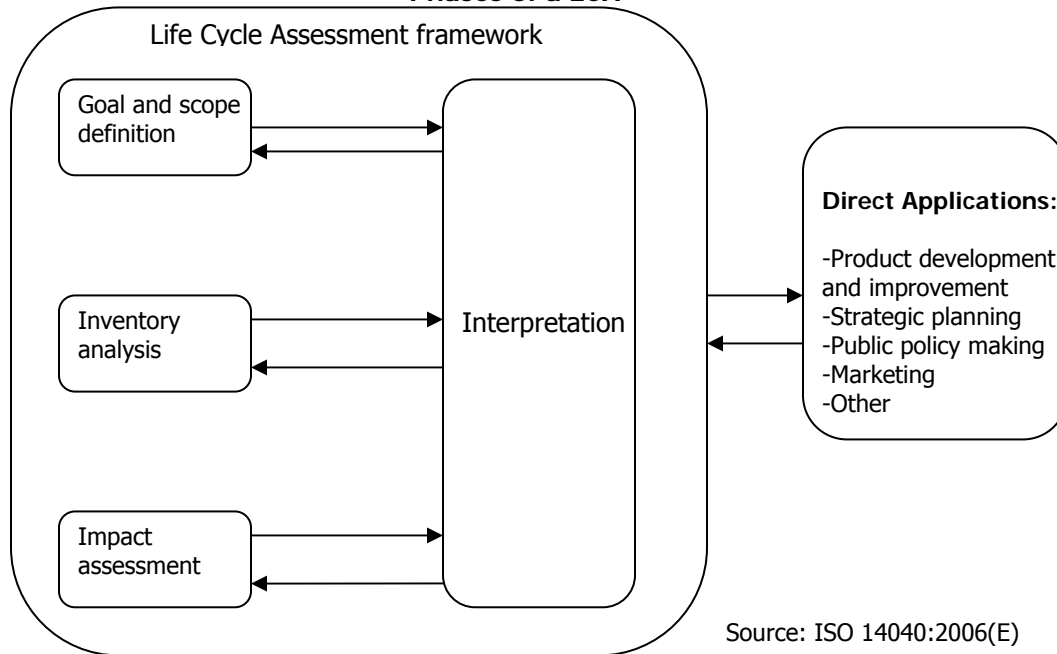 Life Cycle Assessment framework
Goal and scope
definition
Inventory
analysis
Impact
assessment
Interpretation
Direct Applications:
-Product development
and improvement
-Strategic planning
-Public policy making
-Marketing
-Other
Source: ISO 14040:2006(E)